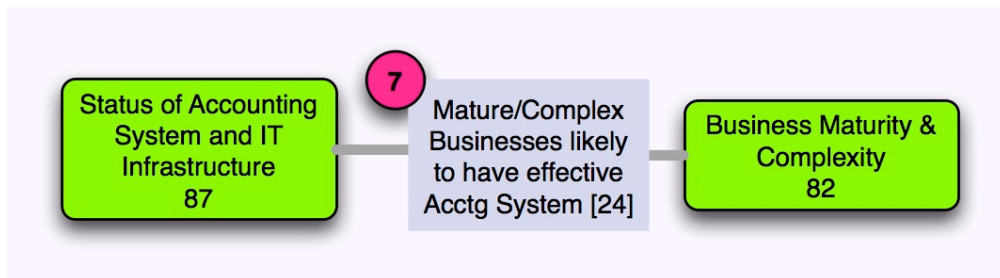 Status of Accounting
System and IT
Infrastructure
87
7
Mature/Complex
Businesses likely
to have effective
Acctg System [24]
Business Maturity &
Complexity
82